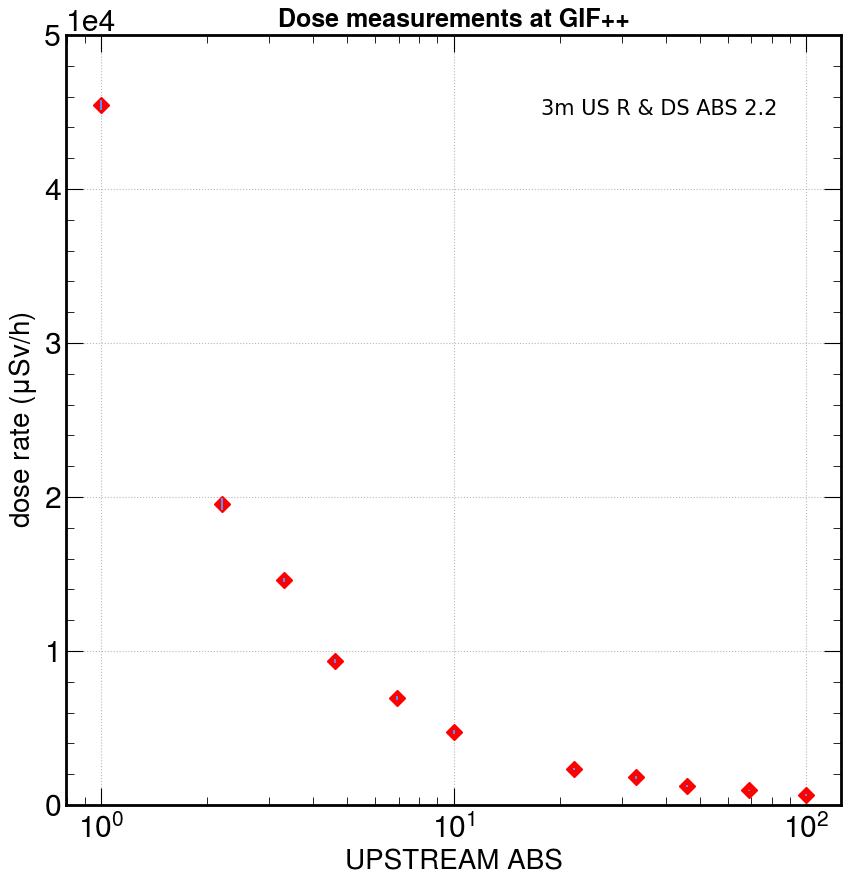 Dose measurements at GIF++
1e4
3m US R & DS ABS 2.2
5
4
3
2
1
0
dose rate (µSv/h)
10⁰
10¹
10²
UPSTREAM ABS